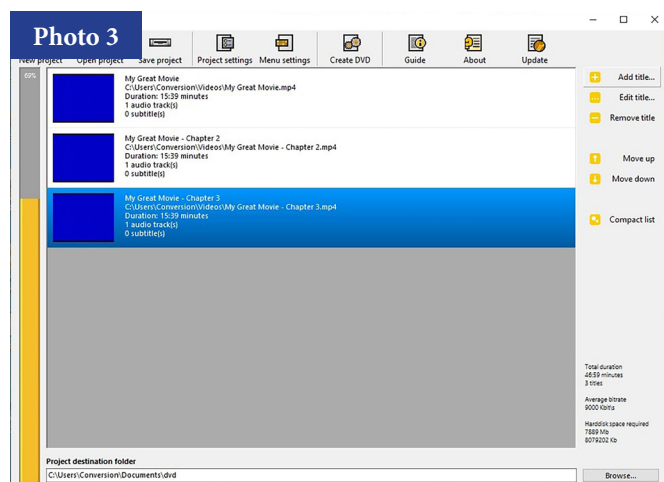 Photo 3
New project Open project Save project Project settings Menu settings Create DVD Guide About Update
69%
My Great Movie
C:\Users\Conversion\Videos\My Great Movie.mp4
Duration: 15:39 minutes
1 audio track(s)
0 subtitle(s)
My Great Movie - Chapter 2
C:\Users\Conversion\Videos\My Great Movie - Chapter 2.mp4
Duration: 15:39 minutes
1 audio track(s)
0 subtitle(s)
My Great Movie - Chapter 3
C:\Users\Conversion\Videos\My Great Movie - Chapter 3.mp4
Duration: 15:39 minutes
1 audio track(s)
0 subtitle(s)
Add title...
Edit title...
Remove title
Move up
Move down
Compact list
Total duration
46:59 minutes
3 titles
Average bitrate
9000 Kbit\s
Harddisk space required
7889 Mb
8079202 Kb
Project destination folder
C:\Users\Conversion\Documents\dvd
Browse...